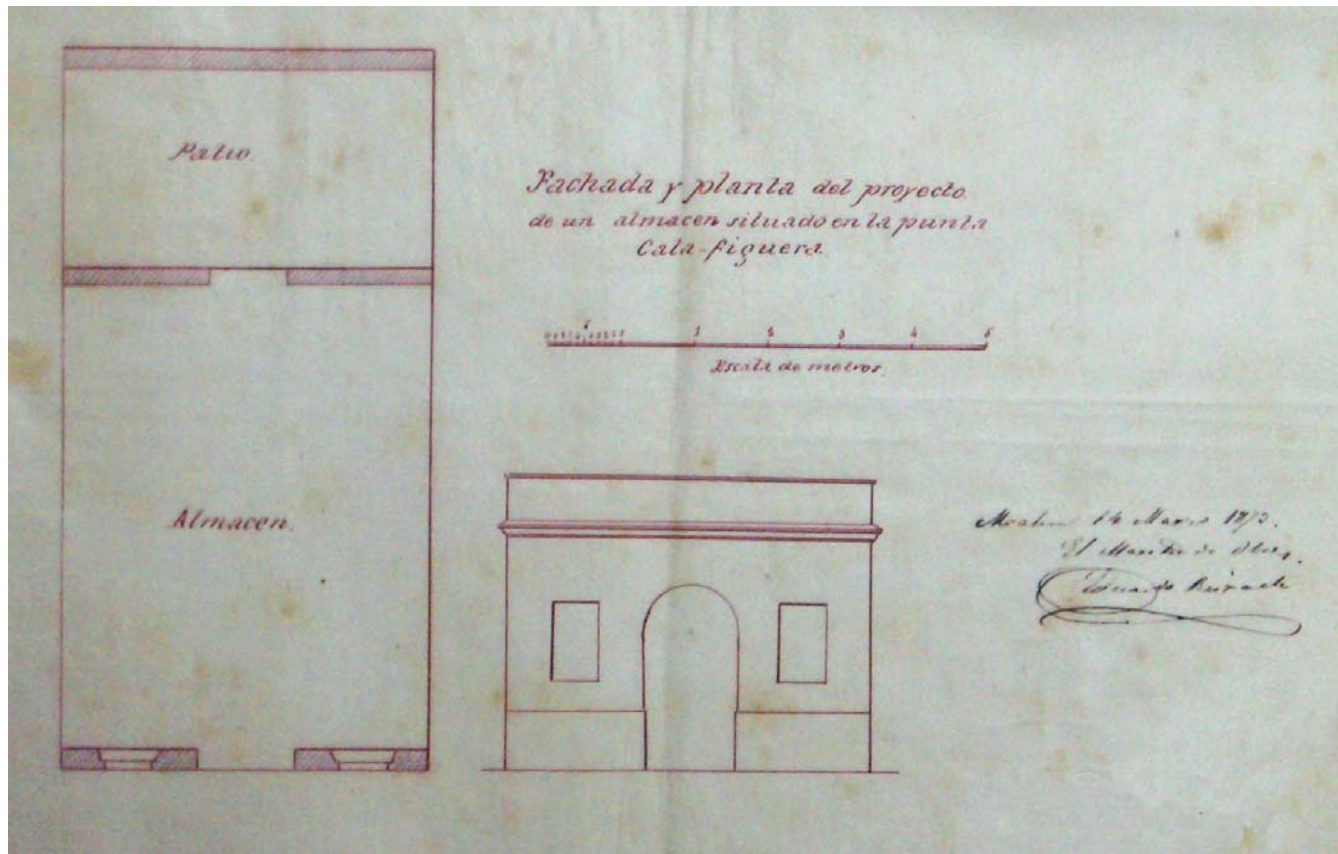 Patio.
Fachada y planta del proyecto.
de un almacen situado en la punta
Cala-figuera.
1 2 3 4 5
Escala de metros.
Almacen.
14 Marzo 1873.
El Maestro de Obras,
Eduardo